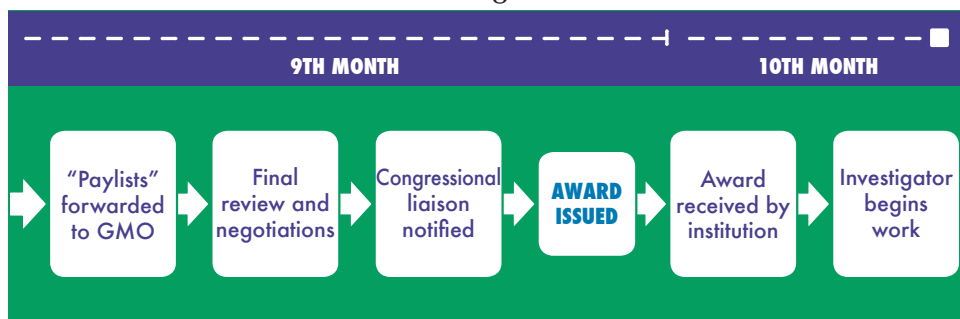 9TH MONTH
10TH MONTH
“Paylists”
forwarded
to GMO
Final
review and
negotiations
Congressional
liaison
notified
AWARD
ISSUED
Award
received by
institution
Investigator
begins
work